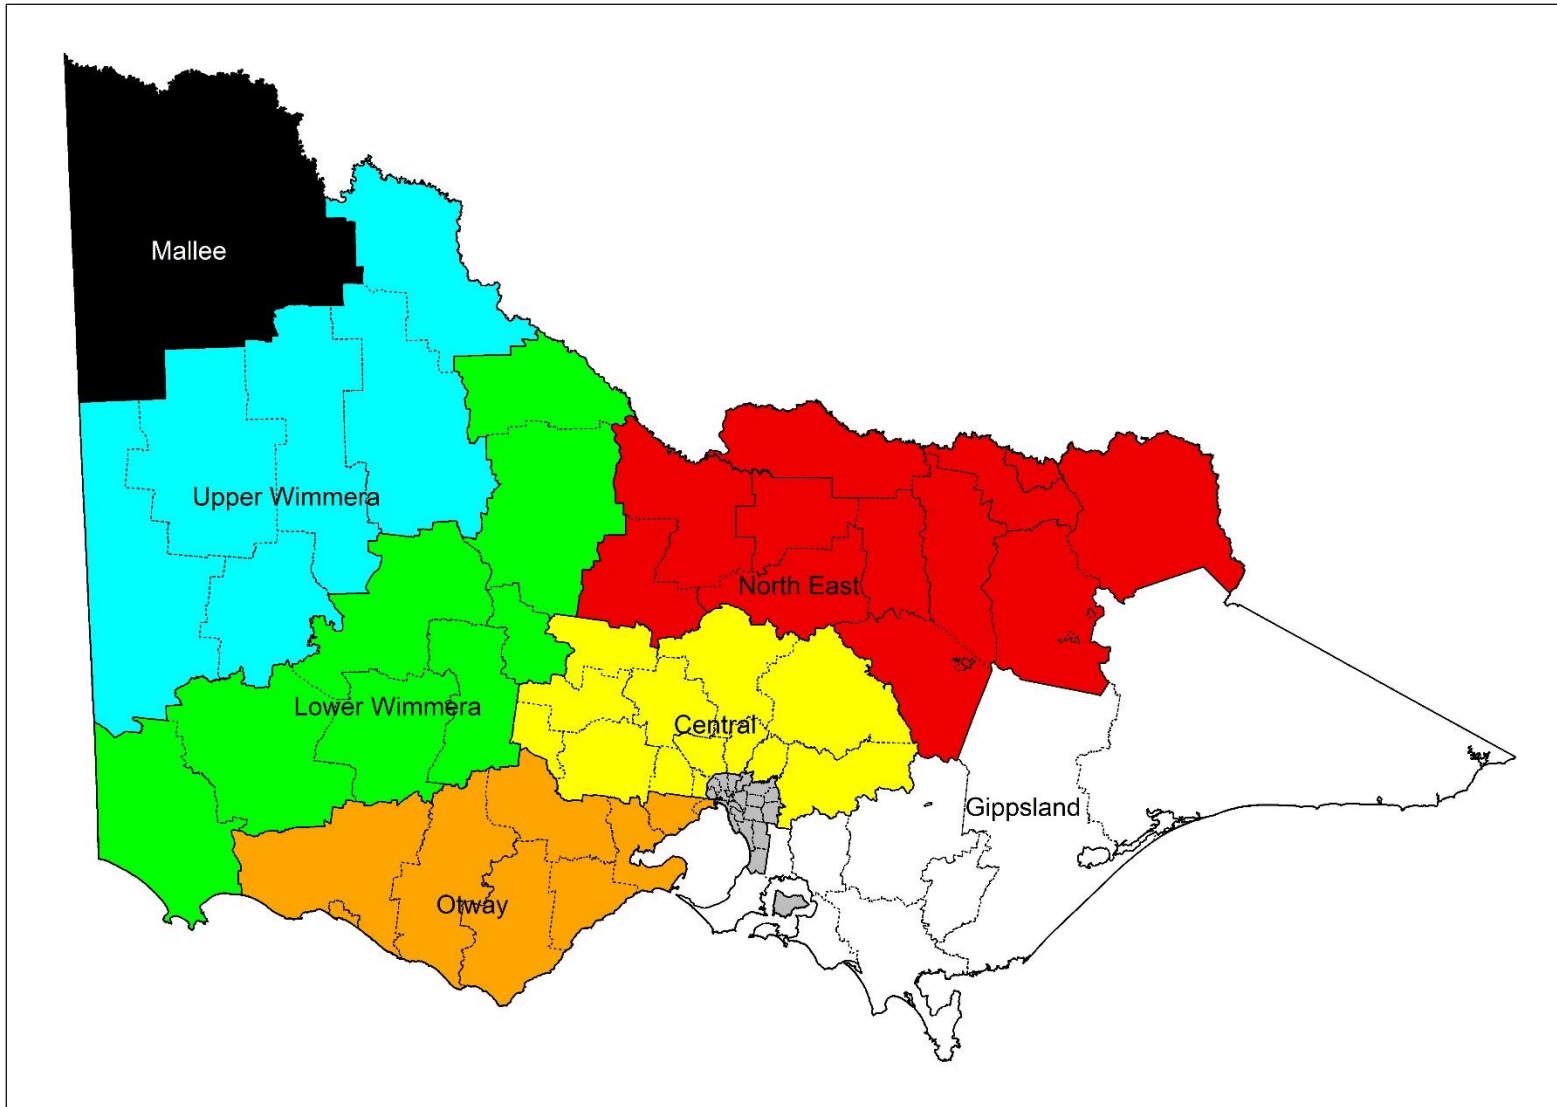 Mallee
Upper Wimmera
North East
Lower Wimmera
Central
Gippsland
Otway